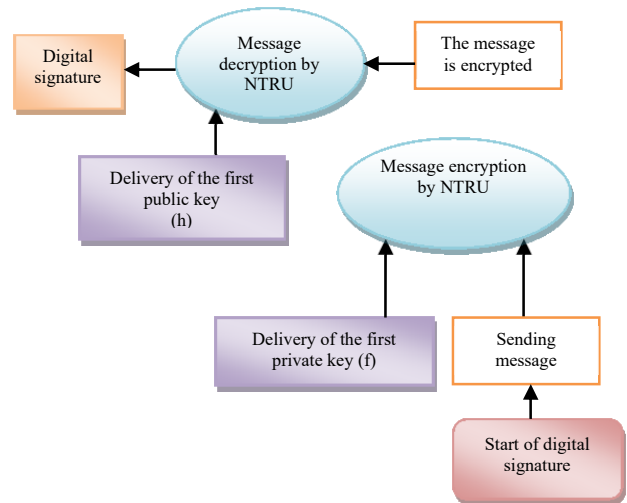 Digital
signature
Message
decryption by
NTRU
The message
is encrypted
Delivery of the first
public key
(h)
Message encryption
by NTRU
Delivery of the first
private key (f)
Sending
message
Start of digital
signature